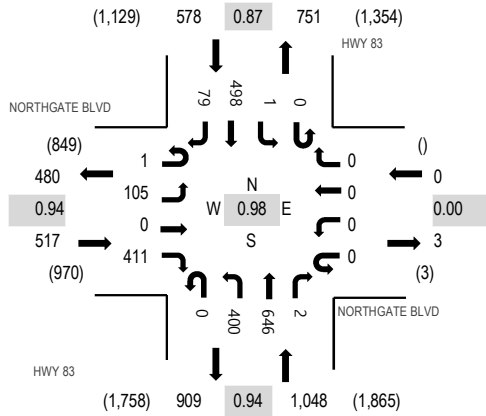 (1,129) 578 0.87 751 (1,354)
HWY 83
79 498 1 0
NORTHGATE BLVD
(849) ()
480 1 0 0
105 N 0
0.94 W 0.98 E 0.00
0 S 0
517 411 0 3
(970) (3)
0 400 646 2
NORTHGATE BLVD
HWY 83
(1,758) 909 0.94 1,048 (1,865)